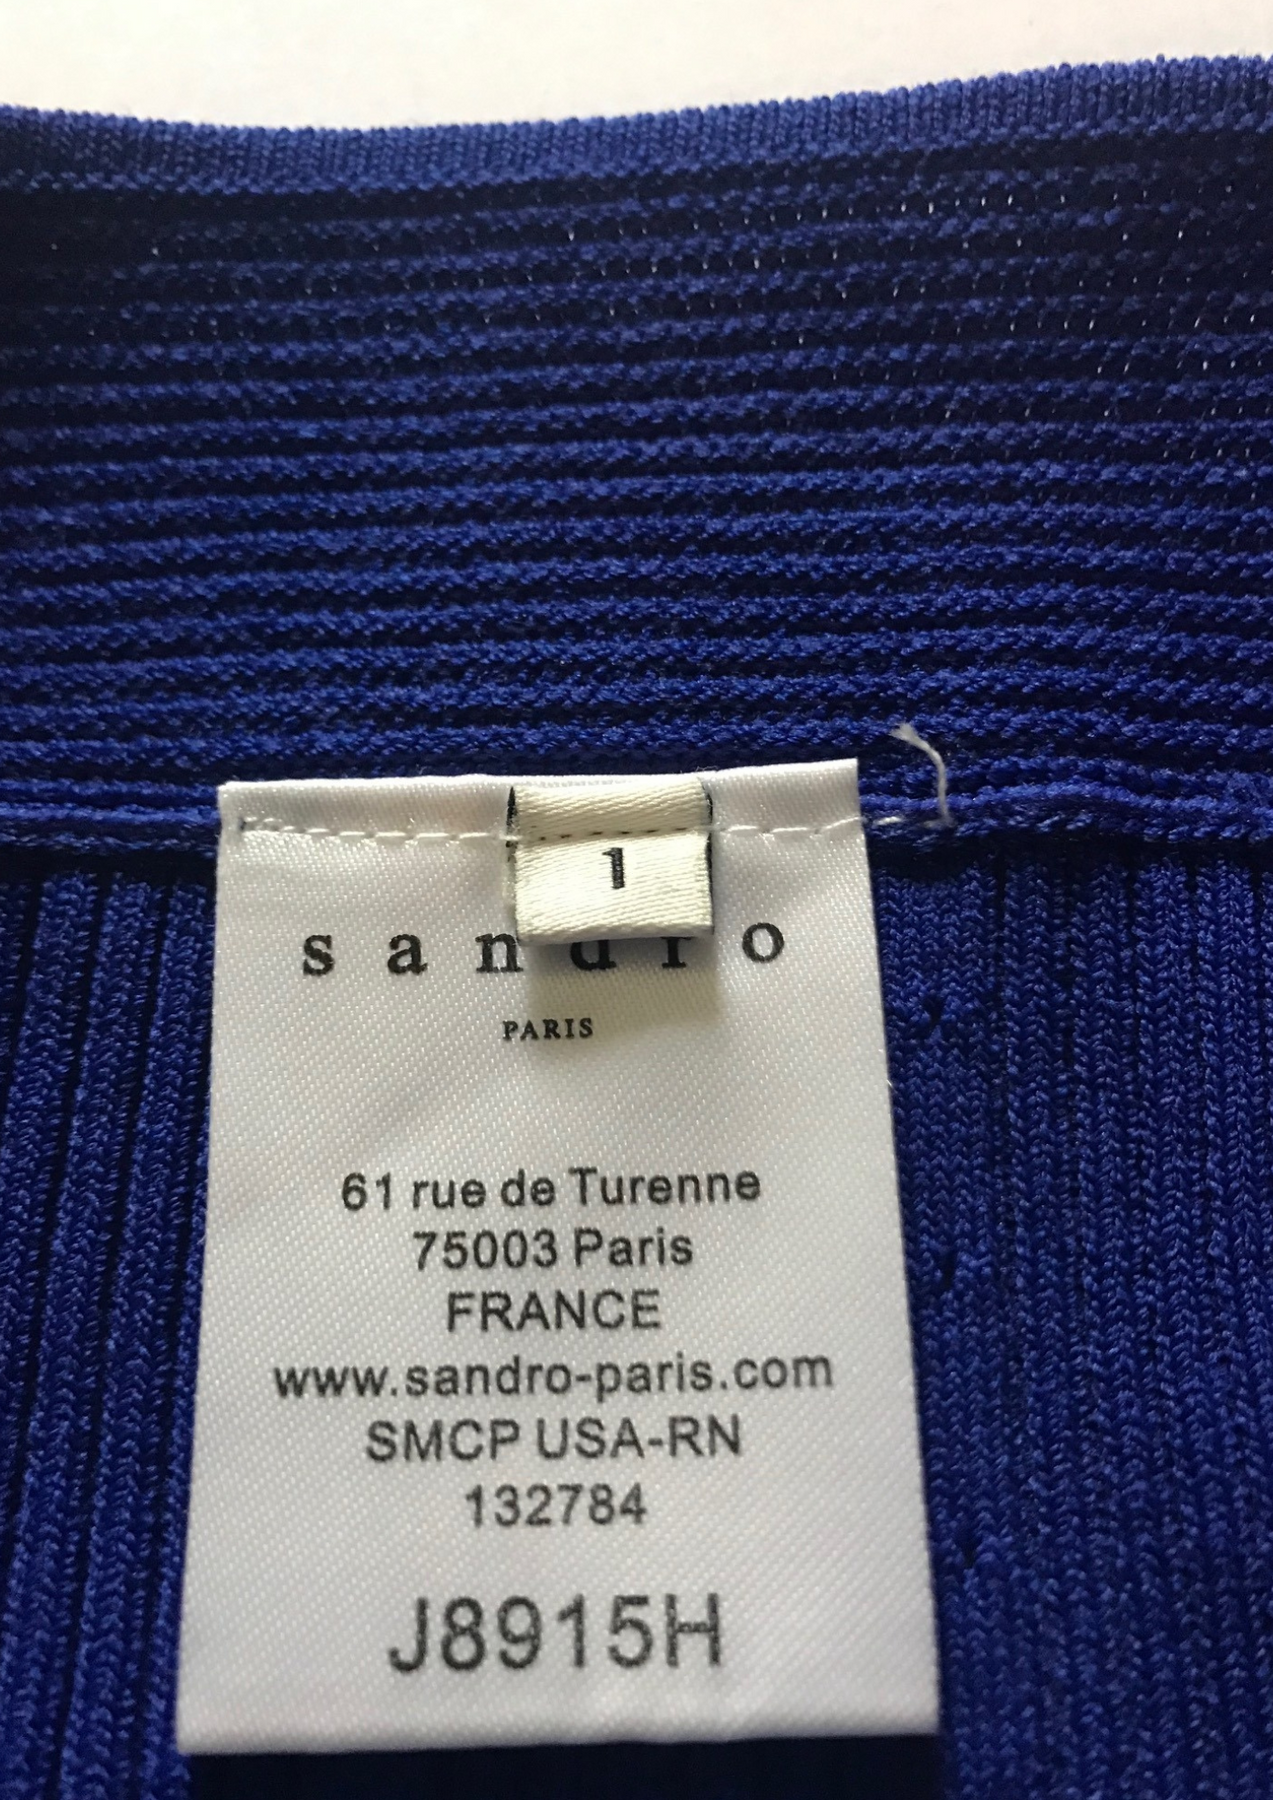 1
sandro
PARIS
61 rue de Turenne
75003 Paris
FRANCE
www.sandro-paris.com
SMCP USA-RN
132784
J8915H